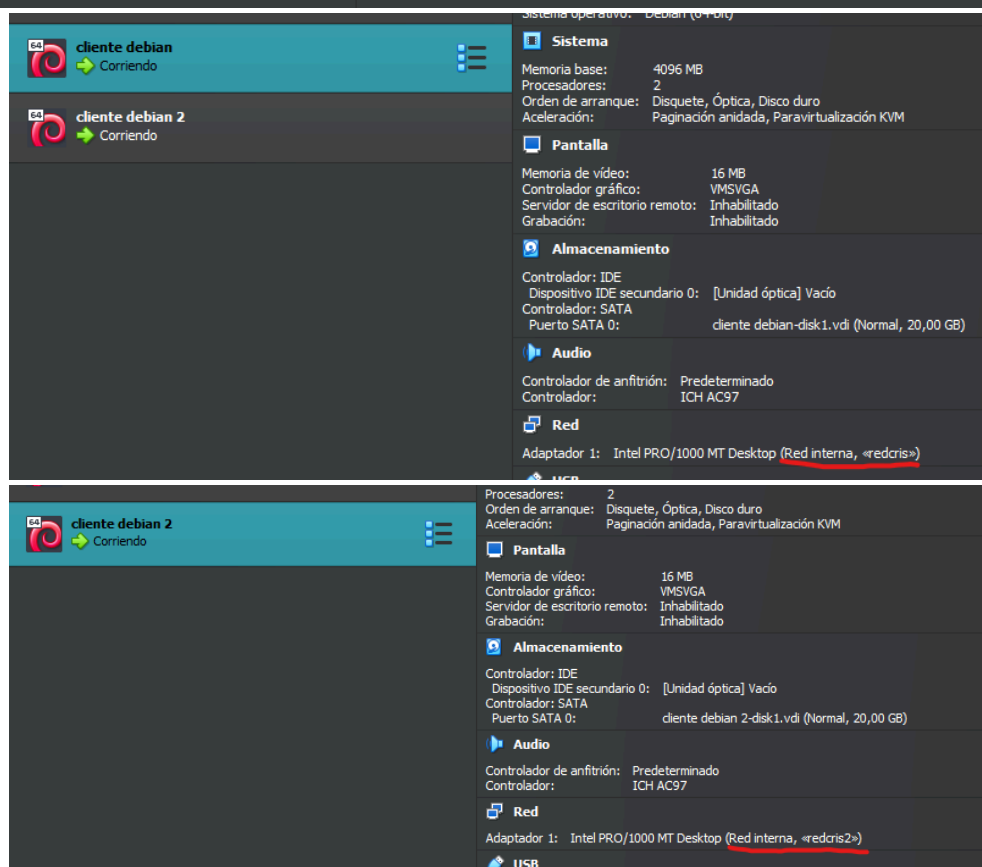 Sistema operativo: Debian (64-bit)
64
cliente debian
Corriendo
64
cliente debian 2
Corriendo
Sistema
Memoria base: 4096 MB
Procesadores: 2
Orden de arranque: Disquete, Óptica, Disco duro
Aceleración: Paginación anidada, Paravirtualización KVM
Pantalla
Memoria de vídeo: 16 MB
Controlador gráfico: VMSVGA
Servidor de escritorio remoto: Inhabilitado
Grabación: Inhabilitado
Almacenamiento
Controlador: IDE
Dispositivo IDE secundario 0: [Unidad óptica] Vacío
Controlador: SATA
Puerto SATA 0: cliente debian-disk1.vdi (Normal, 20,00 GB)
Audio
Controlador de anfitrión: Predeterminado
Controlador: ICH AC97
Red
Adaptador 1: Intel PRO/1000 MT Desktop (Red interna, «redcris»)
USB
64
cliente debian 2
Corriendo
Procesadores: 2
Orden de arranque: Disquete, Óptica, Disco duro
Aceleración: Paginación anidada, Paravirtualización KVM
Pantalla
Memoria de vídeo: 16 MB
Controlador gráfico: VMSVGA
Servidor de escritorio remoto: Inhabilitado
Grabación: Inhabilitado
Almacenamiento
Controlador: IDE
Dispositivo IDE secundario 0: [Unidad óptica] Vacío
Controlador: SATA
Puerto SATA 0: cliente debian 2-disk1.vdi (Normal, 20,00 GB)
Audio
Controlador de anfitrión: Predeterminado
Controlador: ICH AC97
Red
Adaptador 1: Intel PRO/1000 MT Desktop (Red interna, «redcris2»)
USB